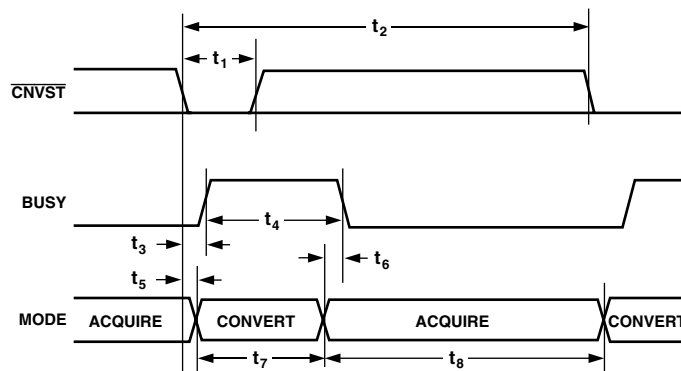 t2
t1
CNVST
BUSY
t4
t3
t6
t5
MODE ACQUIRE CONVERT ACQUIRE CONVERT
t7 t8